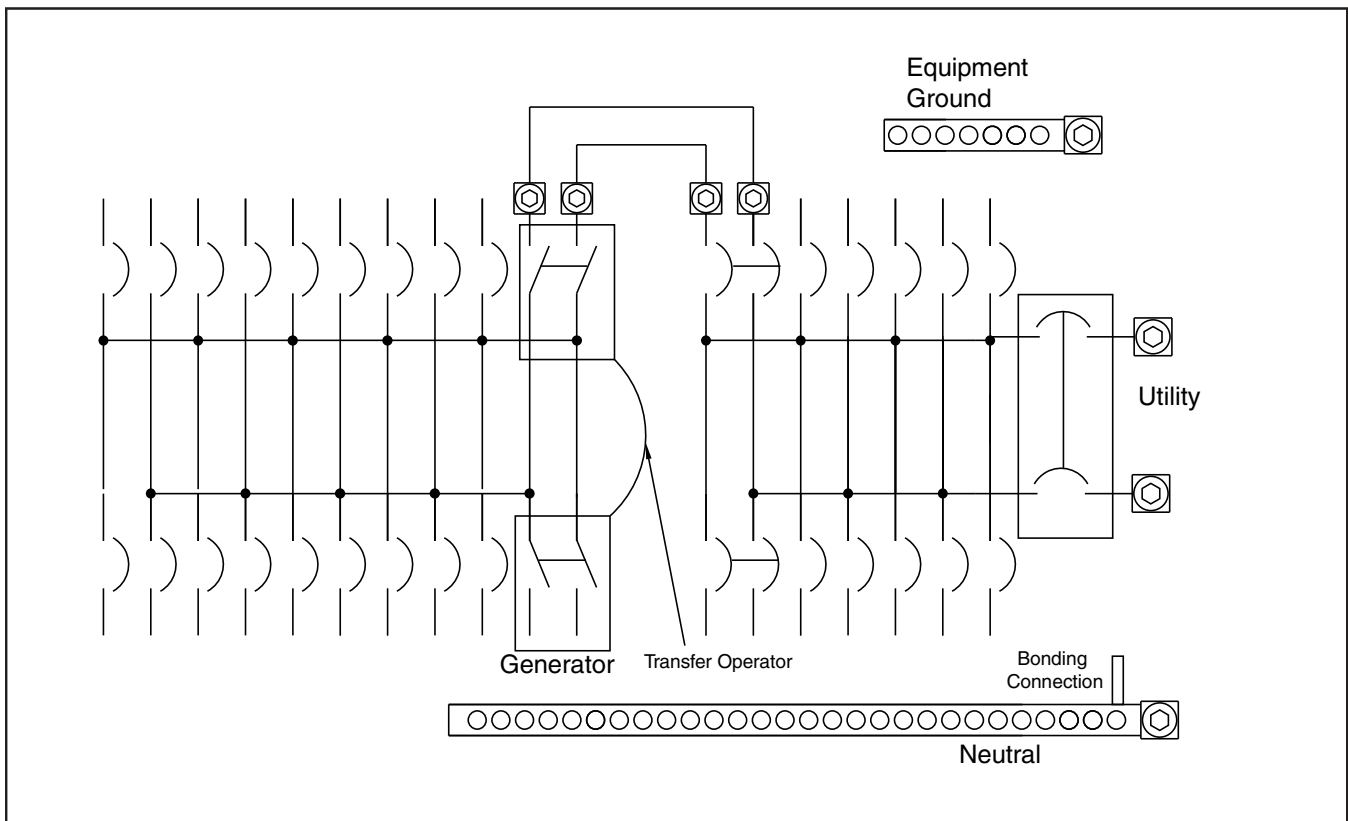 Equipment
Ground
Utility
Generator
Transfer Operator
Bonding
Connection
Neutral